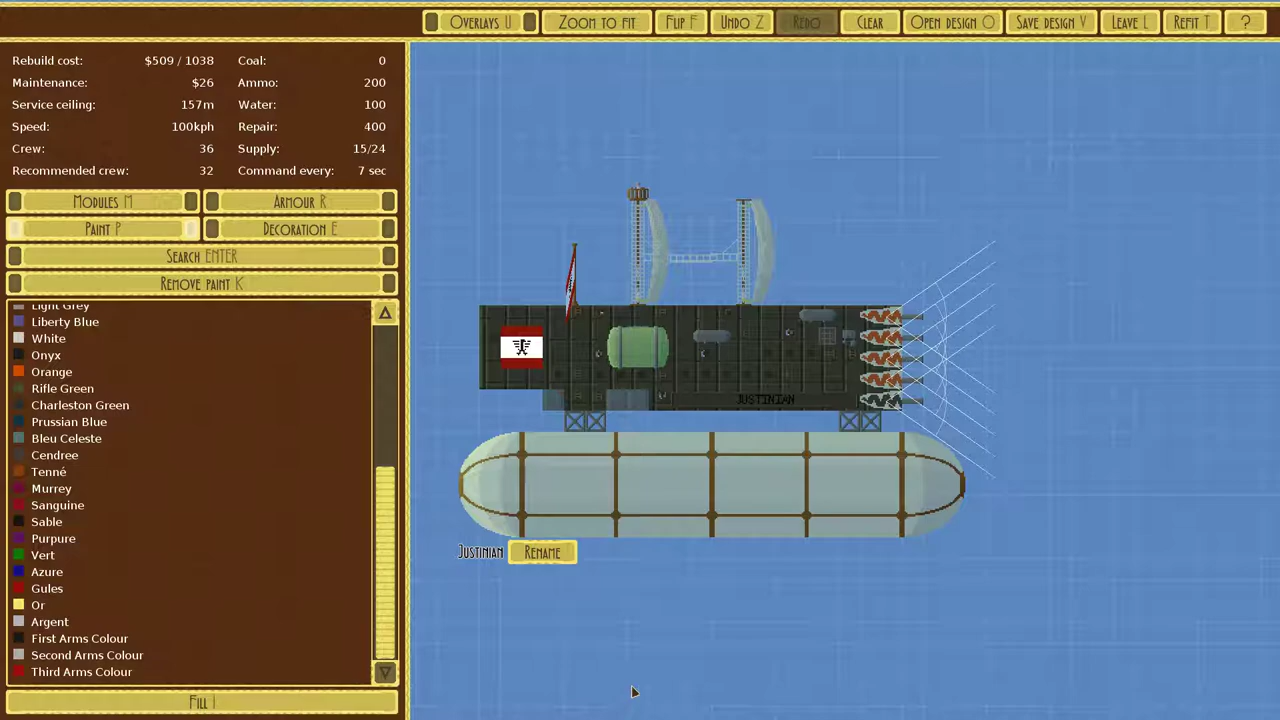 OVERLAYS U
ZOOM TO FIT
FLIP F
UNDO Z
REDO
CLEAR
OPEN DESIGN O
SAVE DESIGN V
LEAVE L
REFIT T
?
Rebuild cost: $509 / 1038
Coal: 0
Maintenance: $26
Ammo: 200
Service ceiling: 157m
Water: 100
Speed: 100kph
Repair: 400
Crew: 36
Supply: 15/24
Recommended crew: 32
Command every: 7 sec
MODULES M
ARMOUR R
PAINT P
DECORATION E
SEARCH ENTER
REMOVE PAINT K
Light Grey
Liberty Blue
White
Onyx
Orange
Rifle Green
Charleston Green
Prussian Blue
Bleu Celeste
Cendree
Tenné
Murrey
Sanguine
Sable
Purpure
Vert
Azure
Gules
Or
Argent
First Arms Colour
Second Arms Colour
Third Arms Colour
FILL I
JUSTINIAN
JUSTINIAN
RENAME